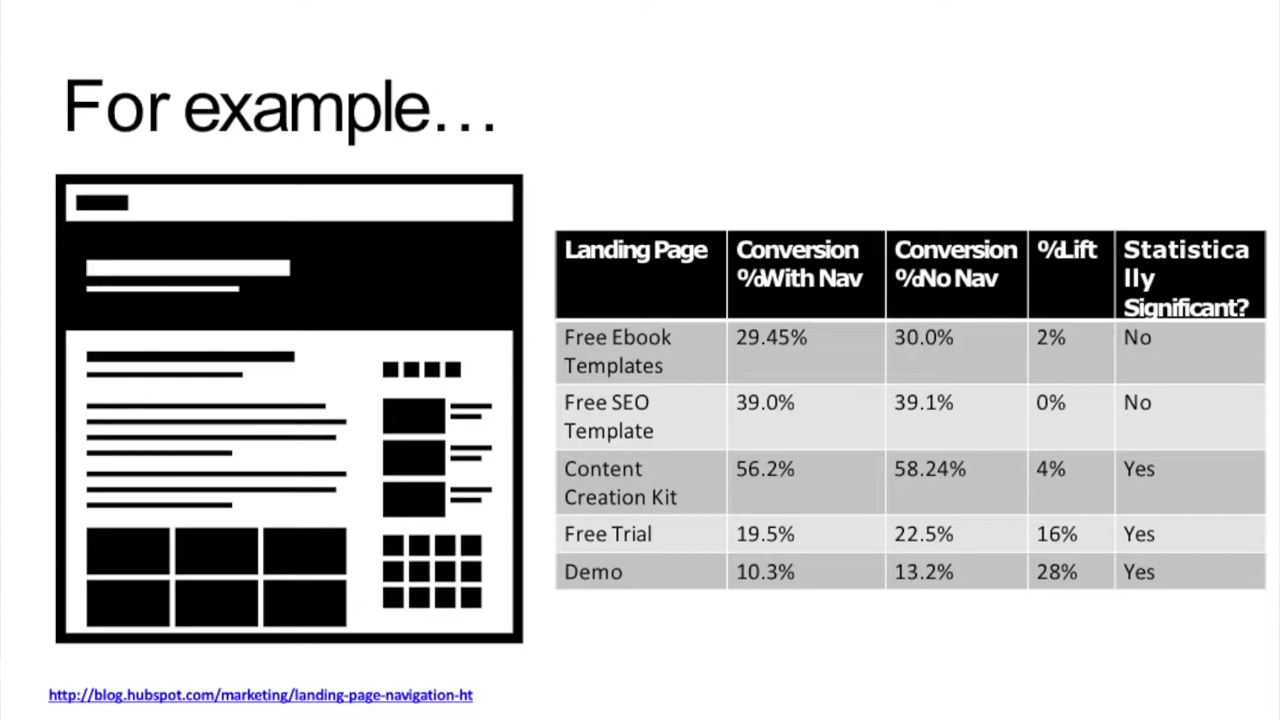 For example…
Landing Page
Conversion
%With Nav
Conversion
%No Nav
%Lift
Statistica
lly
Significant?
Free Ebook
Templates
29.45%
30.0%
2%
No
Free SEO
Template
39.0%
39.1%
0%
No
Content
Creation Kit
56.2%
58.24%
4%
Yes
Free Trial
19.5%
22.5%
16%
Yes
Demo
10.3%
13.2%
28%
Yes
http://blog.hubspot.com/marketing/landing-page-navigation-ht